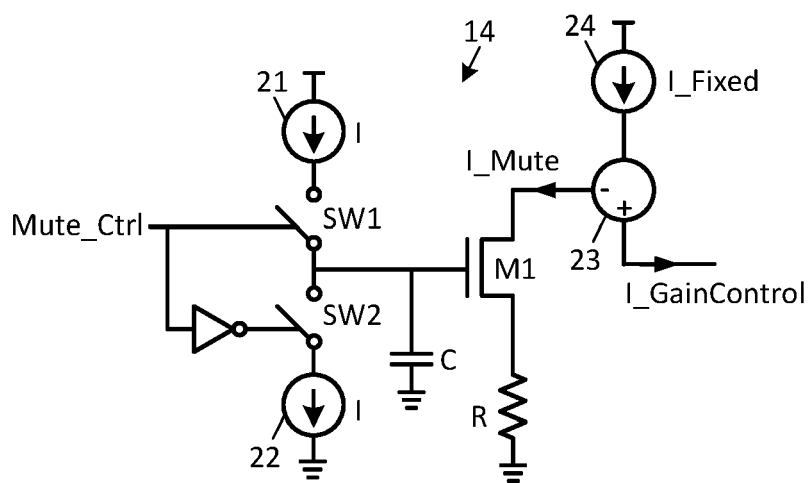 14
24
21
I_Fixed
I
I_Mute
-
Mute_Ctrl
SW1
+
23
M1
I_GainControl
SW2
C
I
R
22